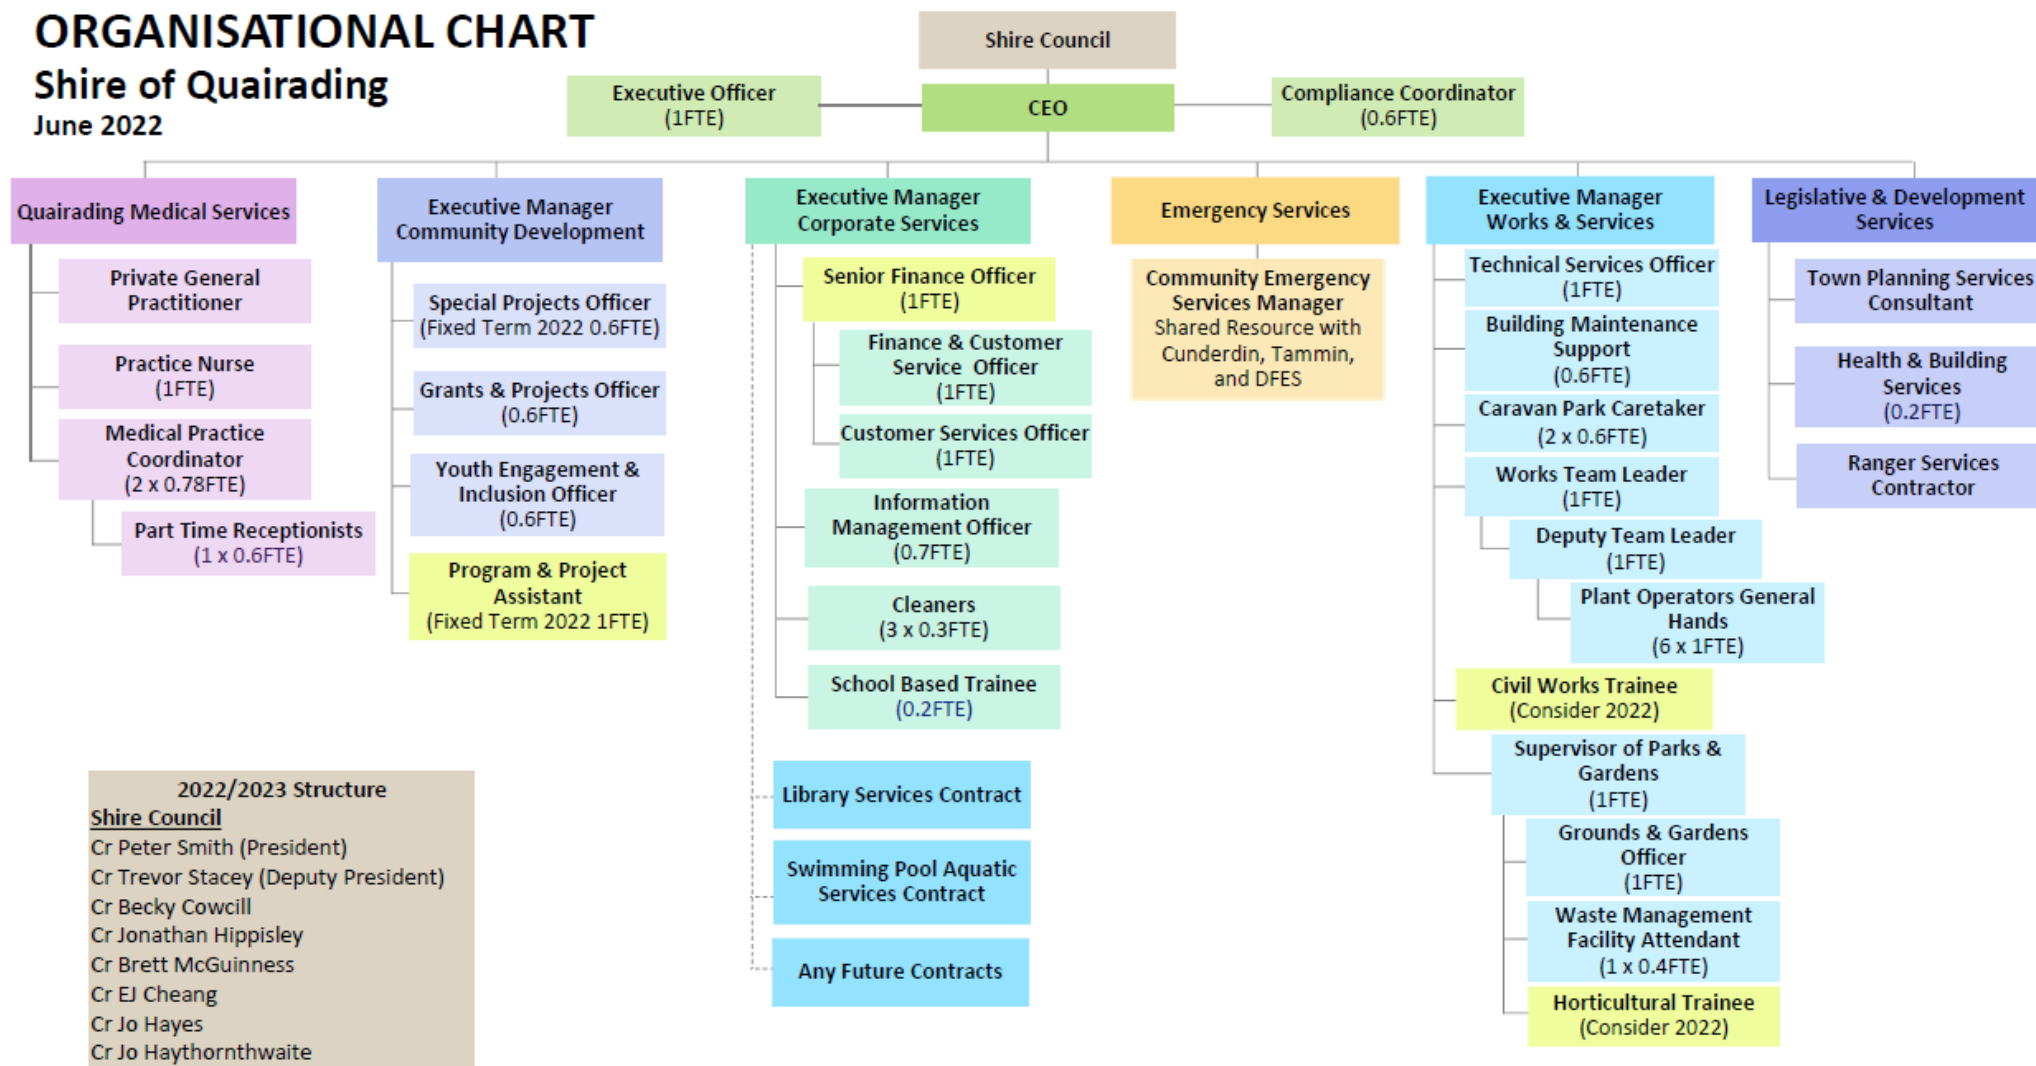 ORGANISATIONAL CHART
Shire of Quairading
June 2022
Shire Council
CEO
Executive Officer
(1FTE)
Compliance Coordinator
(0.6FTE)
Quairading Medical Services
Private General
Practitioner
Practice Nurse
(1FTE)
Medical Practice
Coordinator
(2 x 0.78FTE)
Part Time Receptionists
(1 x 0.6FTE)
Executive Manager
Community Development
Special Projects Officer
(Fixed Term 2022 0.6FTE)
Grants & Projects Officer
(0.6FTE)
Youth Engagement &
Inclusion Officer
(0.6FTE)
Program & Project
Assistant
(Fixed Term 2022 1FTE)
Executive Manager
Corporate Services
Senior Finance Officer
(1FTE)
Finance & Customer
Service Officer
(1FTE)
Customer Services Officer
(1FTE)
Information
Management Officer
(0.7FTE)
Cleaners
(3 x 0.3FTE)
School Based Trainee
(0.2FTE)
Library Services Contract
Swimming Pool Aquatic
Services Contract
Any Future Contracts
Emergency Services
Community Emergency
Services Manager
Shared Resource with
Cunderdin, Tammin,
and DFES
Executive Manager
Works & Services
Technical Services Officer
(1FTE)
Building Maintenance
Support
(0.6FTE)
Caravan Park Caretaker
(2 x 0.6FTE)
Works Team Leader
(1FTE)
Deputy Team Leader
(1FTE)
Plant Operators General
Hands
(6 x 1FTE)
Civil Works Trainee
(Consider 2022)
Supervisor of Parks &
Gardens
(1FTE)
Grounds & Gardens
Officer
(1FTE)
Waste Management
Facility Attendant
(1 x 0.4FTE)
Horticultural Trainee
(Consider 2022)
Legislative & Development
Services
Town Planning Services
Consultant
Health & Building
Services
(0.2FTE)
Ranger Services
Contractor
2022/2023 Structure
Shire Council
Cr Peter Smith (President)
Cr Trevor Stacey (Deputy President)
Cr Becky Cowcill
Cr Jonathan Hippisley
Cr Brett McGuinness
Cr EJ Cheang
Cr Jo Hayes
Cr Jo Haythornthwaite